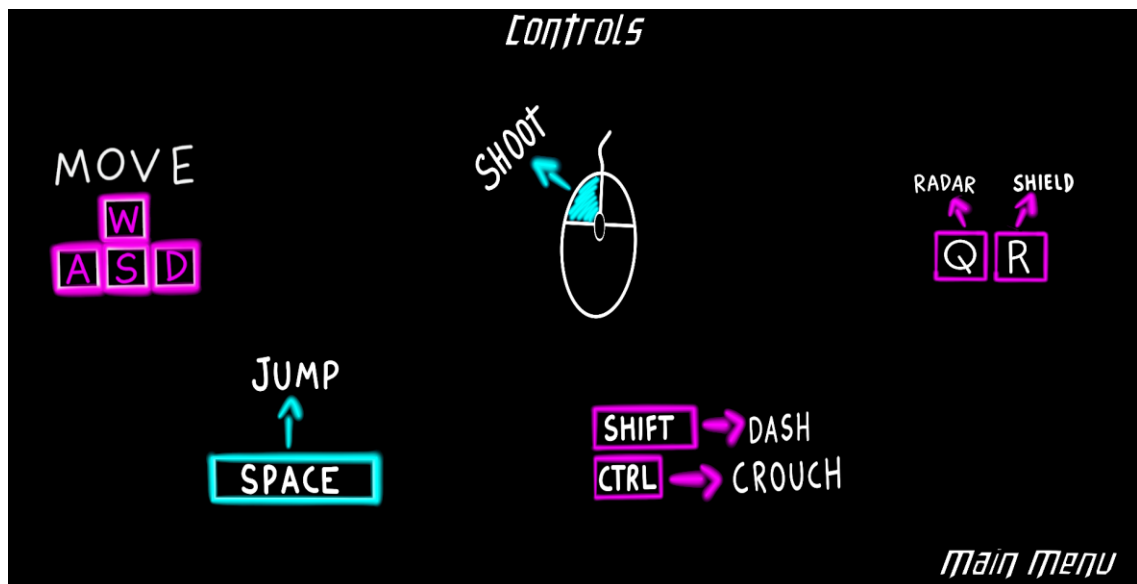 Controls
MOVE
W
A S D
SHOOT
RADAR SHIELD
Q R
JUMP
SPACE
SHIFT DASH
CTRL CROUCH
Main Menu